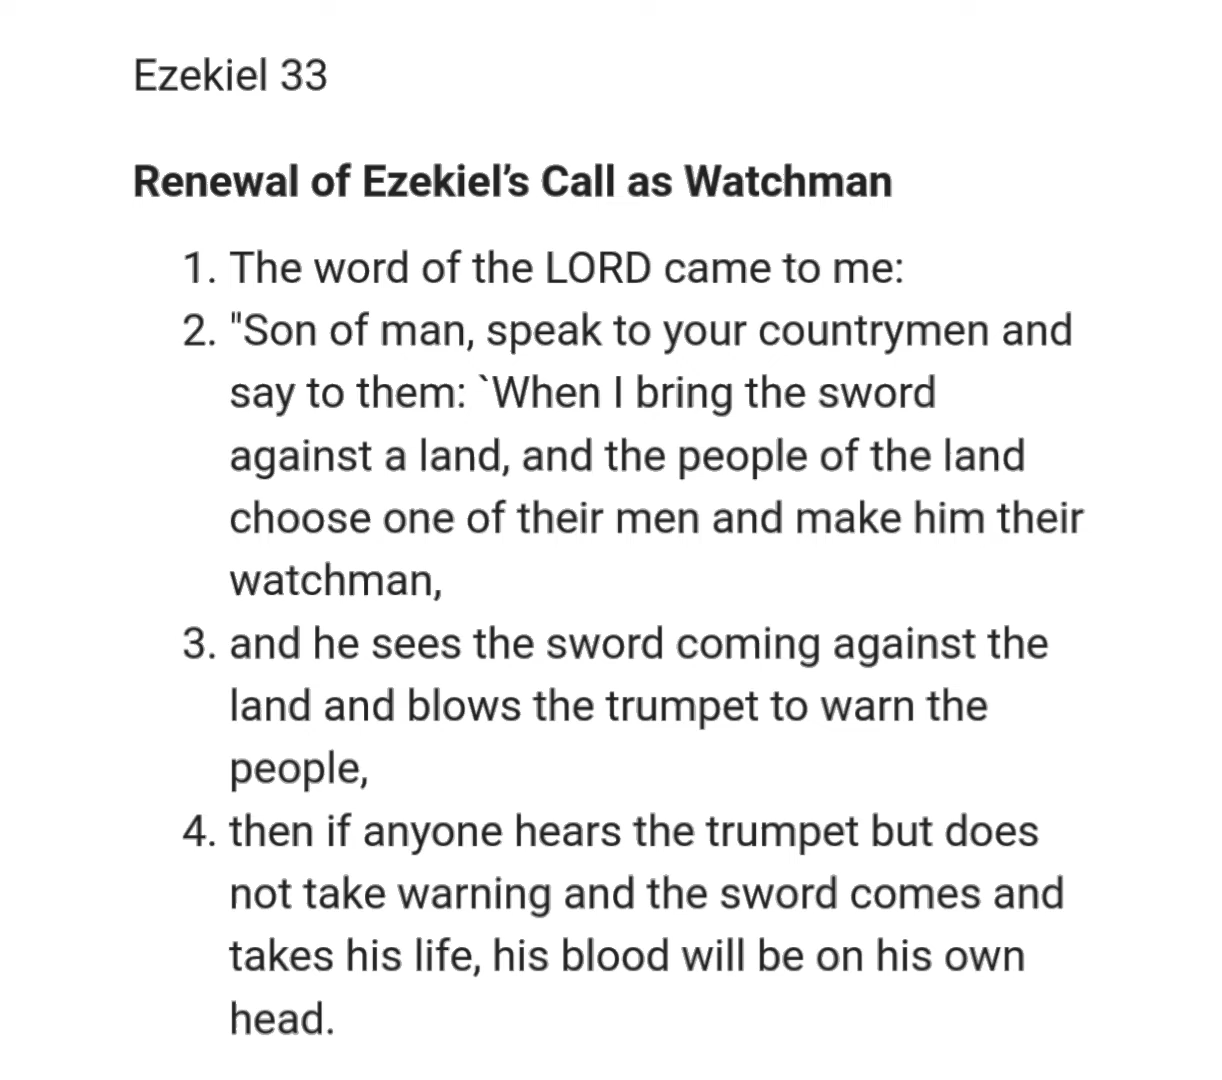 Ezekiel 33
Renewal of Ezekiel’s Call as Watchman
1. The word of the LORD came to me:
2. "Son of man, speak to your countrymen and
say to them: `When I bring the sword
against a land, and the people of the land
choose one of their men and make him their
watchman,
3. and he sees the sword coming against the
land and blows the trumpet to warn the
people,
4. then if anyone hears the trumpet but does
not take warning and the sword comes and
takes his life, his blood will be on his own
head.